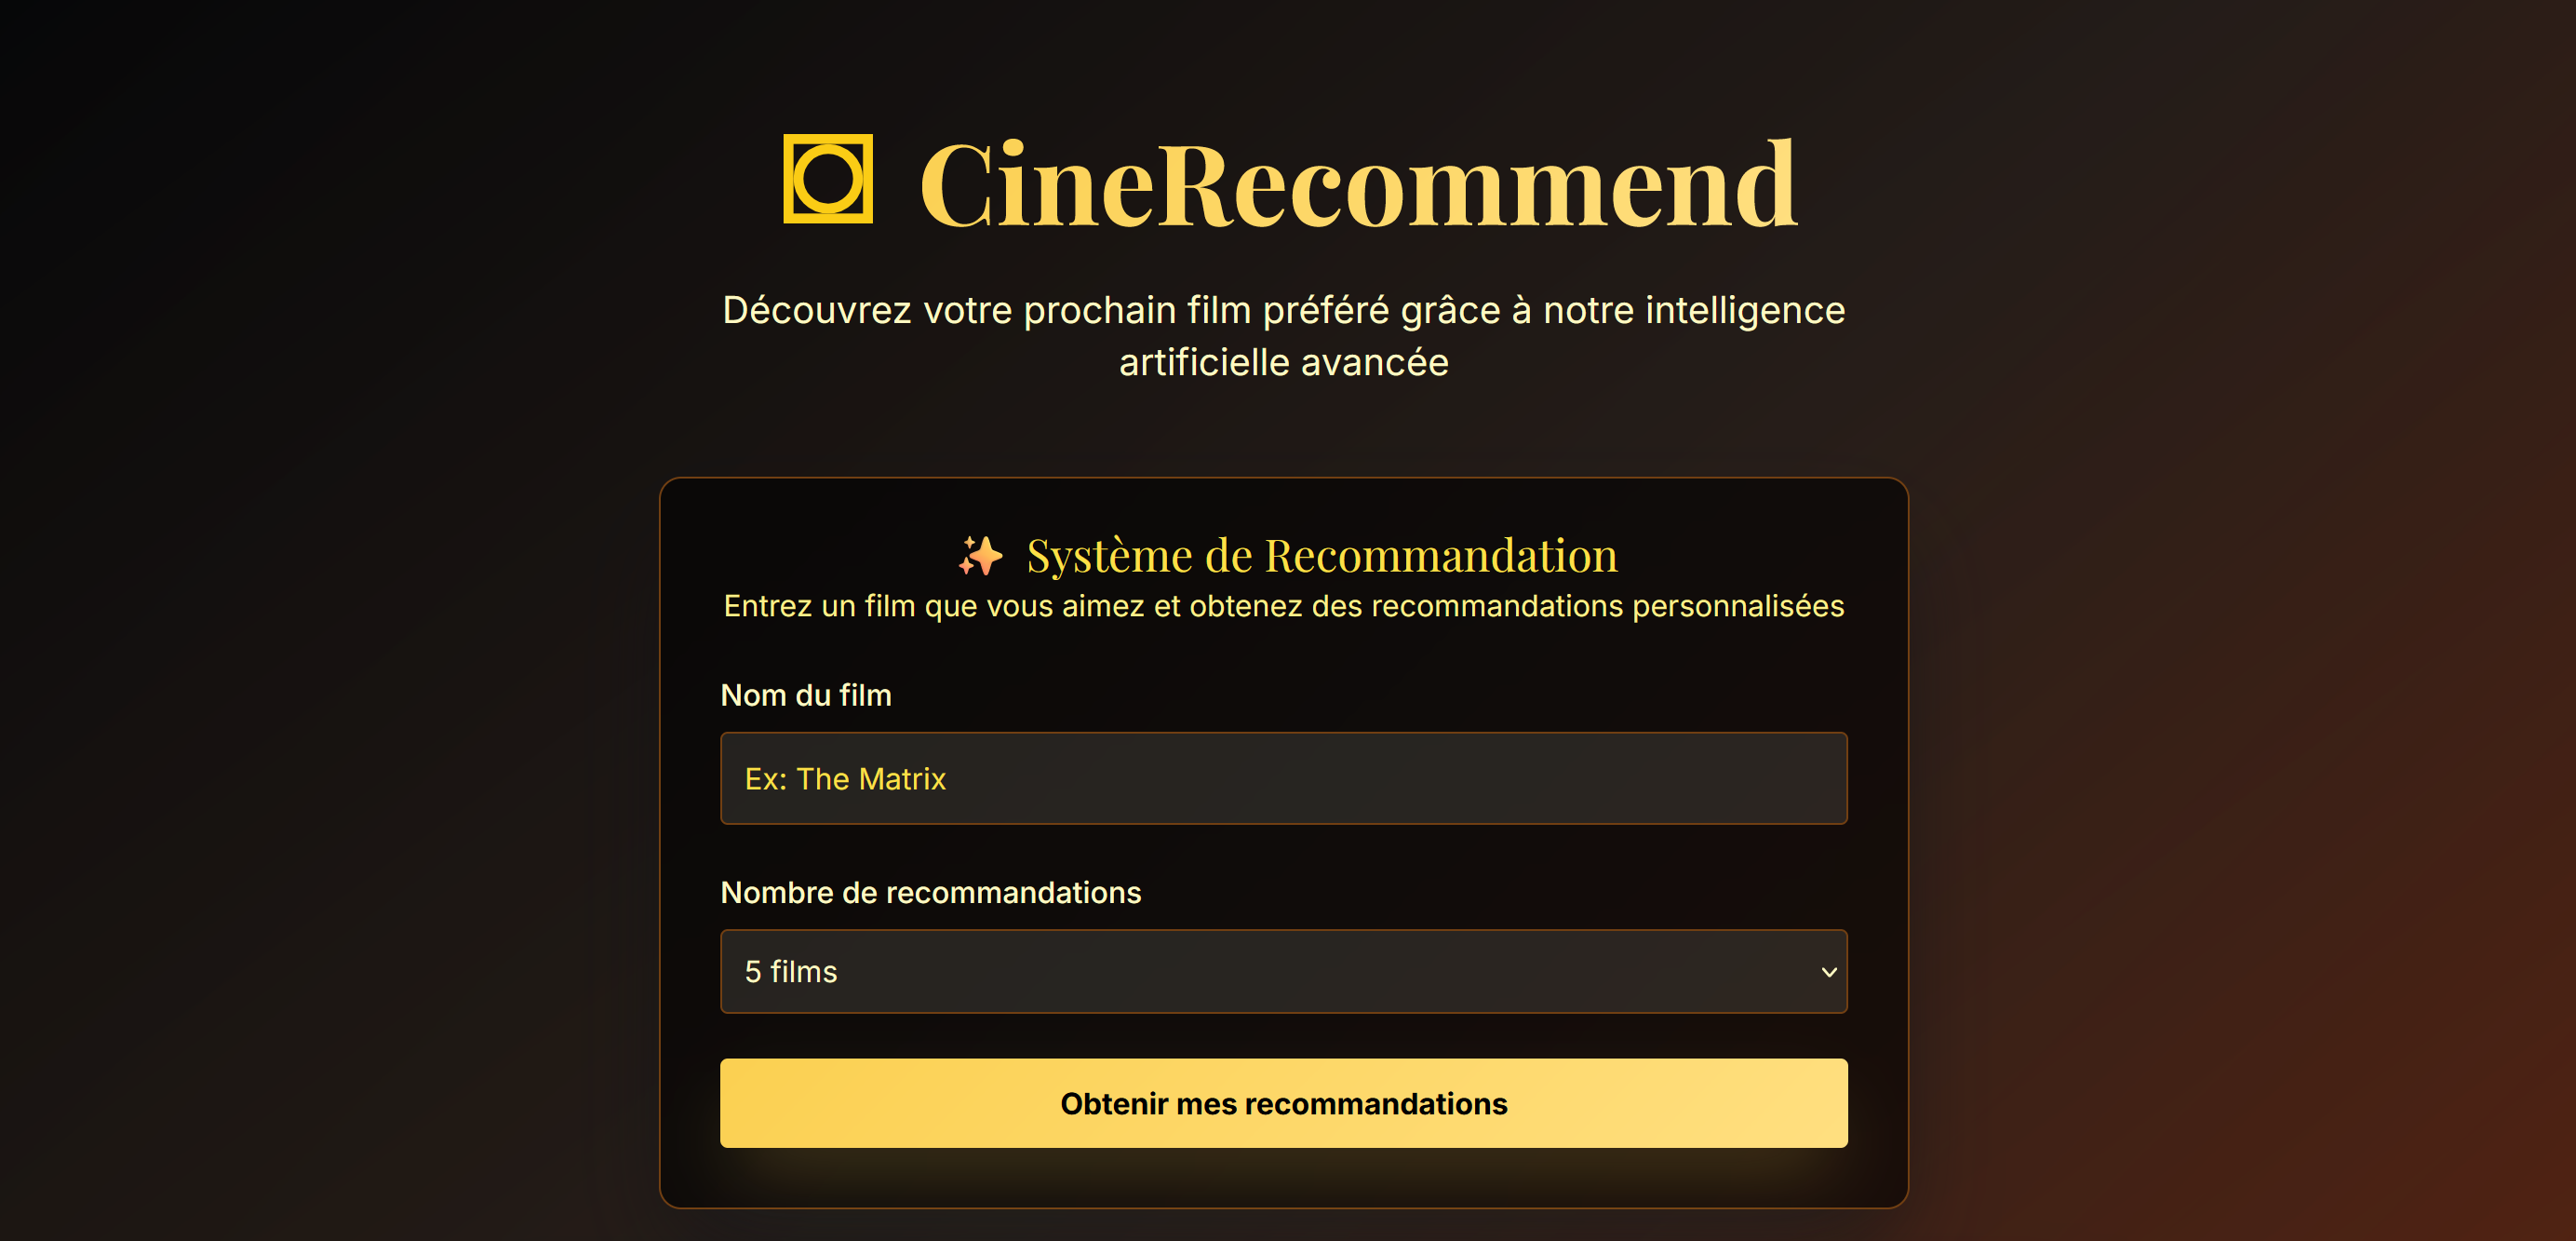 CineRecommend
Découvrez votre prochain film préféré grâce à notre intelligence
artificielle avancée
✨ Système de Recommandation
Entrez un film que vous aimez et obtenez des recommandations personnalisées
Nom du film
Ex: The Matrix
Nombre de recommandations
5 films
Obtenir mes recommandations